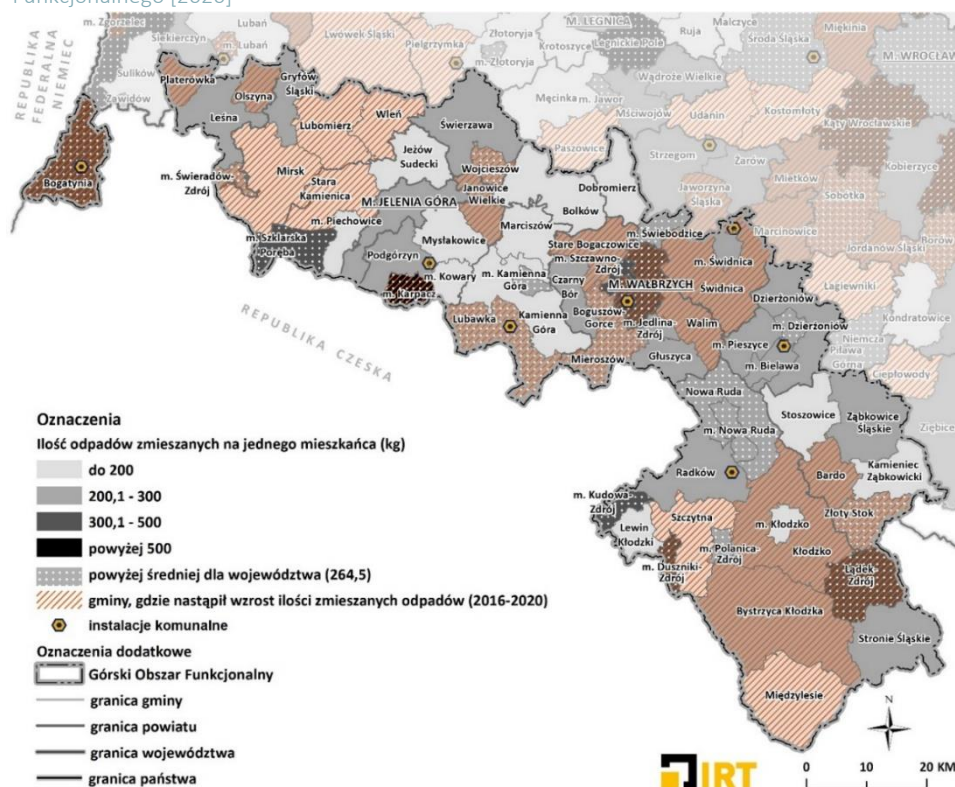 Funkcjonalnego [2020]
m. Zgorzelec
Lubań
m. Lubań
Siekierczyn
Lwówek Śląski
Pielgrzymka
Złotoryja
m. Złotoryja
Krotoszyce
M. LEGNICA
Legnickie Pole
Ruja
Malczyce
Środa Śląska
Miękinia
M. WROCŁAW
REPUBLIKA
FEDERALNA
NIEMIEC
Sulików
Zawidów
Platerówka
Olszyna
Gryfów
Śląski
Leśna
Lubomierz
Wleń
Świerzawa
Męcinka
m. Jawor
Mściwojów
Wądroże Wielkie
Udanin
Kostomłoty
Kąty Wrocławskie
Kobierzyce
Paszowice
Strzegom
Żarów
Mietków
Sobótka
Bogatynia
m. Świeradów-
Zdrój
Mirsk
Stara
Kamienica
Jeżów
Sudecki
Wojcieszów
Janowice
Wielkie
M. JELENIA GÓRA
Bolków
Dobromierz
Jaworzyna
Śląska
Marcinowice
Jordanów Śląski
Borów
m. Szklarska
Poręba
m. Piechowice
Podgórzyn
Mysłakowice
Marciszów
Stare Bogaczowice
m. Świebodzice
m. Szczawno-
Zdrój
M. WAŁBRZYCH
m. Świdnica
Świdnica
Łagiewniki
Kondratowice
m. Karpacz
m. Kowary
m. Kamienna
Góra
Czarny
Bór
Boguszów-
Gorce
m. Jedlina-
Zdrój
Walim
Dzierżoniów
m. Dzierżoniów
m. Pieszyce
m. Bielawa
Niemcza
Piława
Górna
Ciepłowody
Ziębice
Lubawka
Kamienna
Góra
Mieroszów
Głuszyca
REPUBLIKA CZESKA
Nowa Ruda
m. Nowa Ruda
Stoszowice
Ząbkowice
Śląskie
Kamieniec
Ząbkowicki
Bardo
Złoty Stok
Radków
m. Kudowa-
Zdrój
Lewin
Kłodzki
Szczytna
m. Polanica-
Zdrój
m. Duszniki-
Zdrój
m. Kłodzko
Kłodzko
Lądek-
Zdrój
Bystrzyca Kłodzka
Stronie Śląskie
Międzylesie
Oznaczenia
Ilość odpadów zmieszanych na jednego mieszkańca (kg)
do 200
200,1 - 300
300,1 - 500
powyżej 500
powyżej średniej dla województwa (264,5)
gminy, gdzie nastąpił wzrost ilości zmieszanych odpadów (2016-2020)
instalacje komunalne
Oznaczenia dodatkowe
Górski Obszar Funkcjonalny
granica gminy
granica powiatu
granica województwa
granica państwa
N
IRT
0 10 20 KM